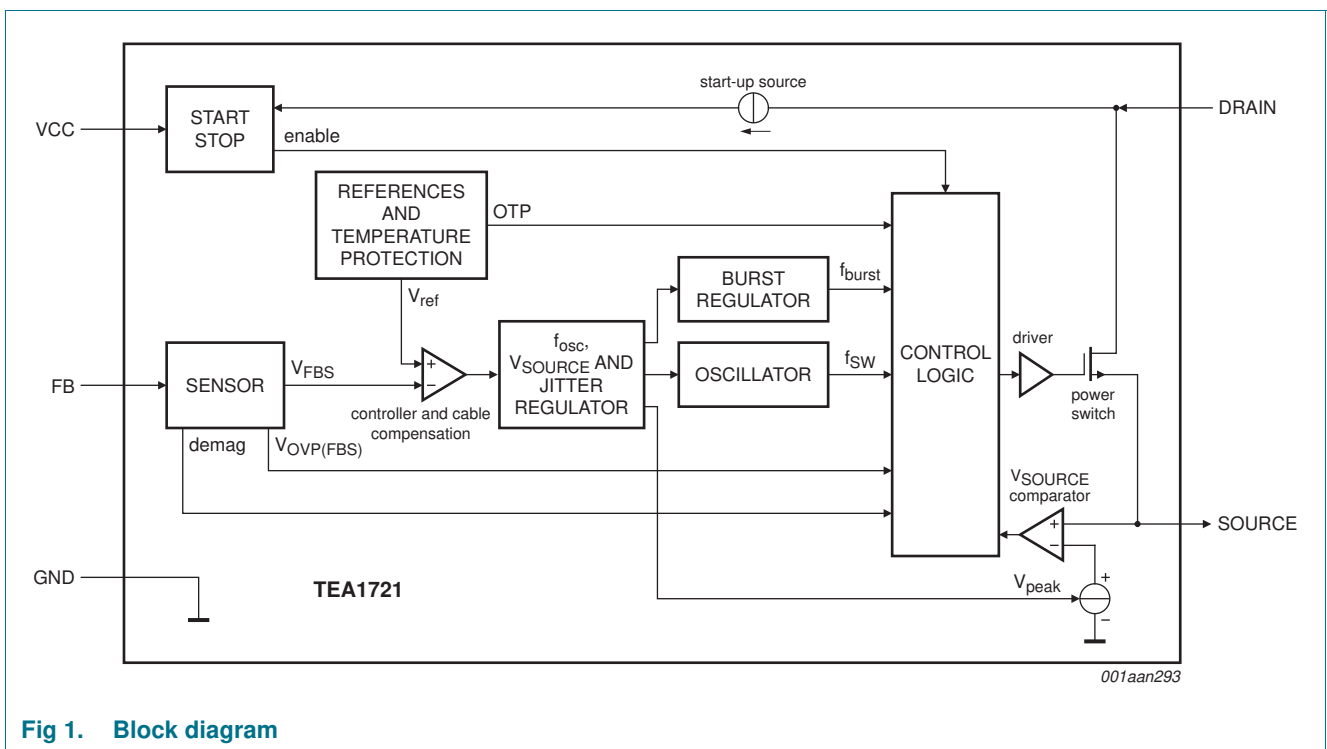 start-up source
DRAIN
START
STOP
VCC
enable
REFERENCES
AND
TEMPERATURE
PROTECTION
OTP
BURST
REGULATOR
fburst
Vref
driver
fosc,
VSOURCE AND
JITTER
REGULATOR
CONTROL
LOGIC
+
−
VFBS
OSCILLATOR
fSW
FB
SENSOR
power
switch
controller and cable
compensation
demag
VOVP(FBS)
VSOURCE
comparator
+
−
SOURCE
GND
TEA1721
Vpeak
+
−
001aan293
Fig 1. Block diagram